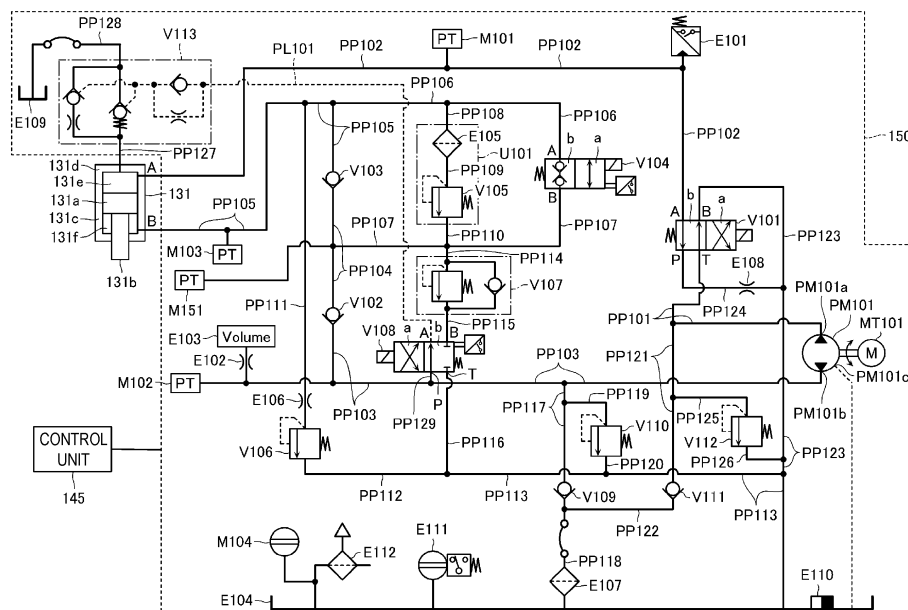 PP128
V113
PL101
PP102
PT
M101
PP102
E101
PP106
E109
PP108
PP106
PP102
150
PP105
E105
b
a
V104
A
U101
PP127
V103
PP109
131d
A
131e
131
V105
131a
PP105
B
A
b
B
a
131c
B
PP107
PP110
PP107
V101
131f
PP123
M103
PT
PP114
P
T
E108
131b
PP104
PM101a
PT
V107
PP124
PM101
M151
PP111
V102
PP101
MT101
PP115
E103
Volume
V108
a
A
b
B
PP121
M
E102
PP103
M102
PT
T
PM101c
E106
PP103
P
PP119
PM101b
PP129
PP117
PP125
CONTROL
UNIT
V106
PP116
V110
V112
PP123
PP120
PP126
145
PP112
PP113
V109
V111
PP113
M104
E111
PP122
E112
PP118
E107
E110
E104